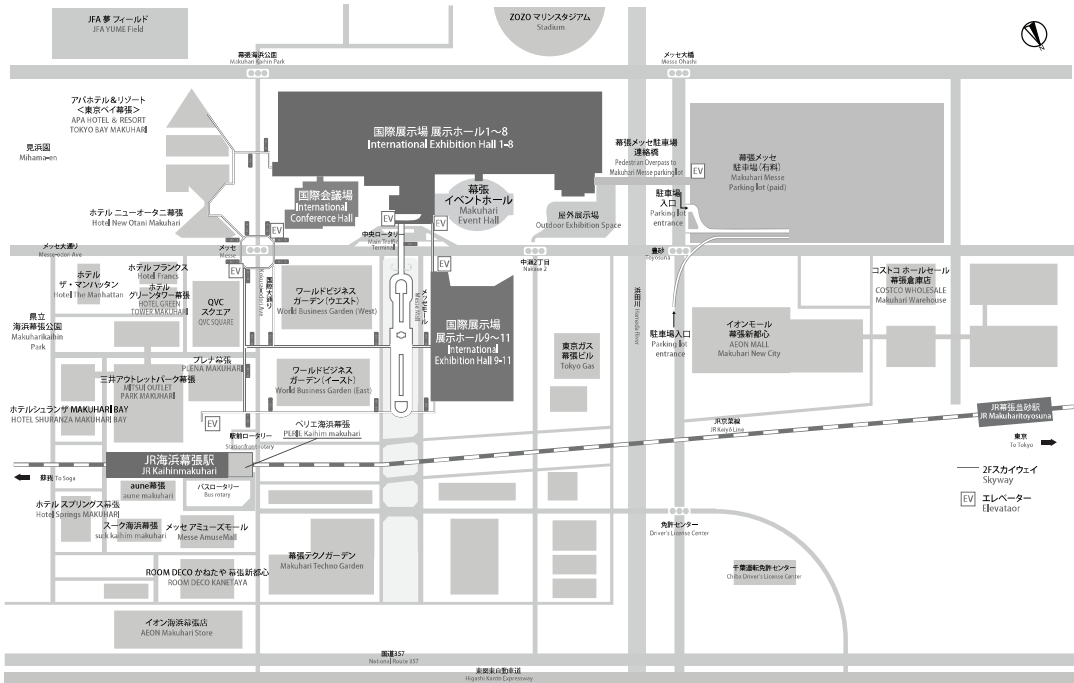 JFA 夢 フィールド
JFA YUME Field
ZOZO マリンスタジアム
Stadium
幕張海浜公園
Makuhari Kaihin Park
メッセ大橋
Messe Ohashi
アパホテル＆リゾート
＜東京ベイ幕張＞
APA HOTEL & RESORT
TOKYO BAY MAKUHARI
見浜園
Mihama-en
国際展示場 展示ホール1〜8
International Exhibition Hall 1-8
幕張メッセ駐車場
連絡橋
Pedestrian Overpass to
Makuhari Messe parking lot
EV
幕張メッセ
駐車場（有料）
Makuhari Messe
Parking lot (paid)
国際会議場
International
Conference Hall
幕張
イベントホール
Makuhari
Event Hall
駐車場
入口
Parking lot
entrance
屋外展示場
Outdoor Exhibition Space
ホテル ニューオータニ幕張
Hotel New Otani Makuhari
EV
EV
EV
中央ロータリー
Main Traffic
Terminal
メッセ大通り
Messe-odori Ave
メッセ
Messe
中瀬2丁目
Nakase 2
豊砂
Toyosuna
EV
EV
ホテル
ザ・マンハッタン
Hotel The Manhattan
ホテル フランクス
Hotel Francs
ホテル
グリーンタワー幕張
HOTEL GREEN
TOWER MAKUHARI
QVC
スクエア
QVC SQUARE
国際大通り
Kokusai-odori Ave
ワールドビジネス
ガーデン（ウエスト）
World Business Garden (West)
メッセモール
Messe Mall
国際展示場
展示ホール9〜11
International
Exhibition Hall 9-11
浜田川 Hamada River
コストコ ホールセール
幕張倉庫店
COSTCO WHOLESALE
Makuhari Warehouse
県立
海浜幕張公園
Makuharikaihin
Park
駐車場入口
Parking lot
entrance
イオンモール
幕張新都心
AEON MALL
Makuhari New City
東京ガス
幕張ビル
Tokyo Gas
プレナ幕張
PLENA MAKUHARI
三井アウトレットパーク幕張
MITSUI OUTLET
PARK MAKUHARI
ワールドビジネス
ガーデン（イースト）
World Business Garden (East)
ホテルシュランザ MAKUHARI BAY
HOTEL SHURANZA MAKUHARI BAY
EV
駅前ロータリー
Station front rotary
ペリエ海浜幕張
PERIE Kaihim makuhari
JR京葉線
JR Keiyō Line
JR幕張豊砂駅
JR Makuharitoyosuna
東京
To Tokyo
JR海浜幕張駅
JR Kaihinmakuhari
蘇我 To Soga
aune幕張
aune makuhari
バスロータリー
Bus rotary
2Fスカイウェイ
Skyway
EV
エレベーター
Elevataor
ホテル スプリングス幕張
Hotel Springs MAKUHARI
スーク海浜幕張
suck kaihim makuhari
メッセ アミューズモール
Messe AmuseMall
免許センター
Driver's License Center
幕張テクノガーデン
Makuhari Techno Garden
ROOM DECO かねたや 幕張新都心
ROOM DECO KANETAYA
千葉運転免許センター
Chiba Driver's License Center
イオン海浜幕張店
AEON Makuhari Store
国道357
National Route 357
東関東自動車道
Higashi Kanto Expressway